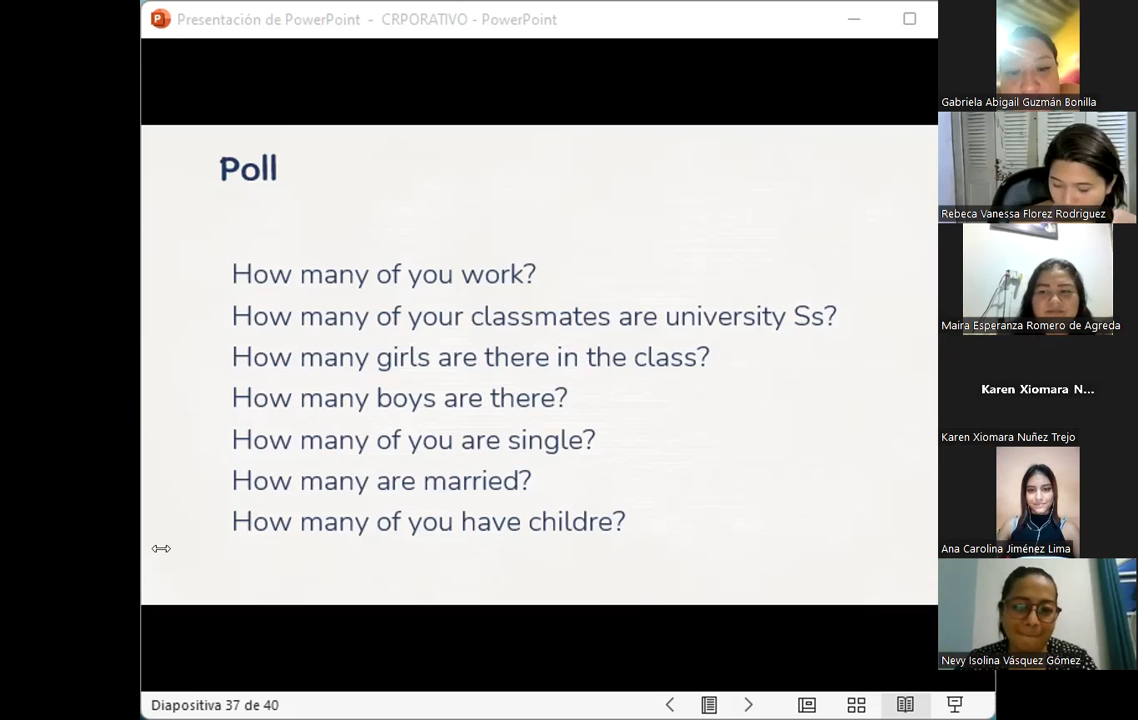 Presentación de PowerPoint - CRPORATIVO - PowerPoint
Poll
How many of you work?
How many of your classmates are university Ss?
How many girls are there in the class?
How many boys are there?
How many of you are single?
How many are married?
How many of you have childre?
Diapositiva 37 de 40
Gabriela Abigail Guzmán Bonilla
Rebeca Vanessa Florez Rodriguez
Maira Esperanza Romero de Agreda
Karen Xiomara N...
Karen Xiomara Nuñez Trejo
Ana Carolina Jiménez Lima
Nevy Isolina Vásquez Gómez